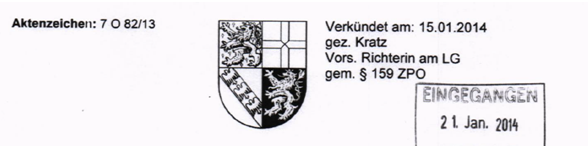 Aktenzeichen: 7 O 82/13
Verkündet am: 15.01.2014
gez. Kratz
Vors. Richterin am LG
gem. § 159 ZPO
EINGEGANGEN
21. Jan. 2014